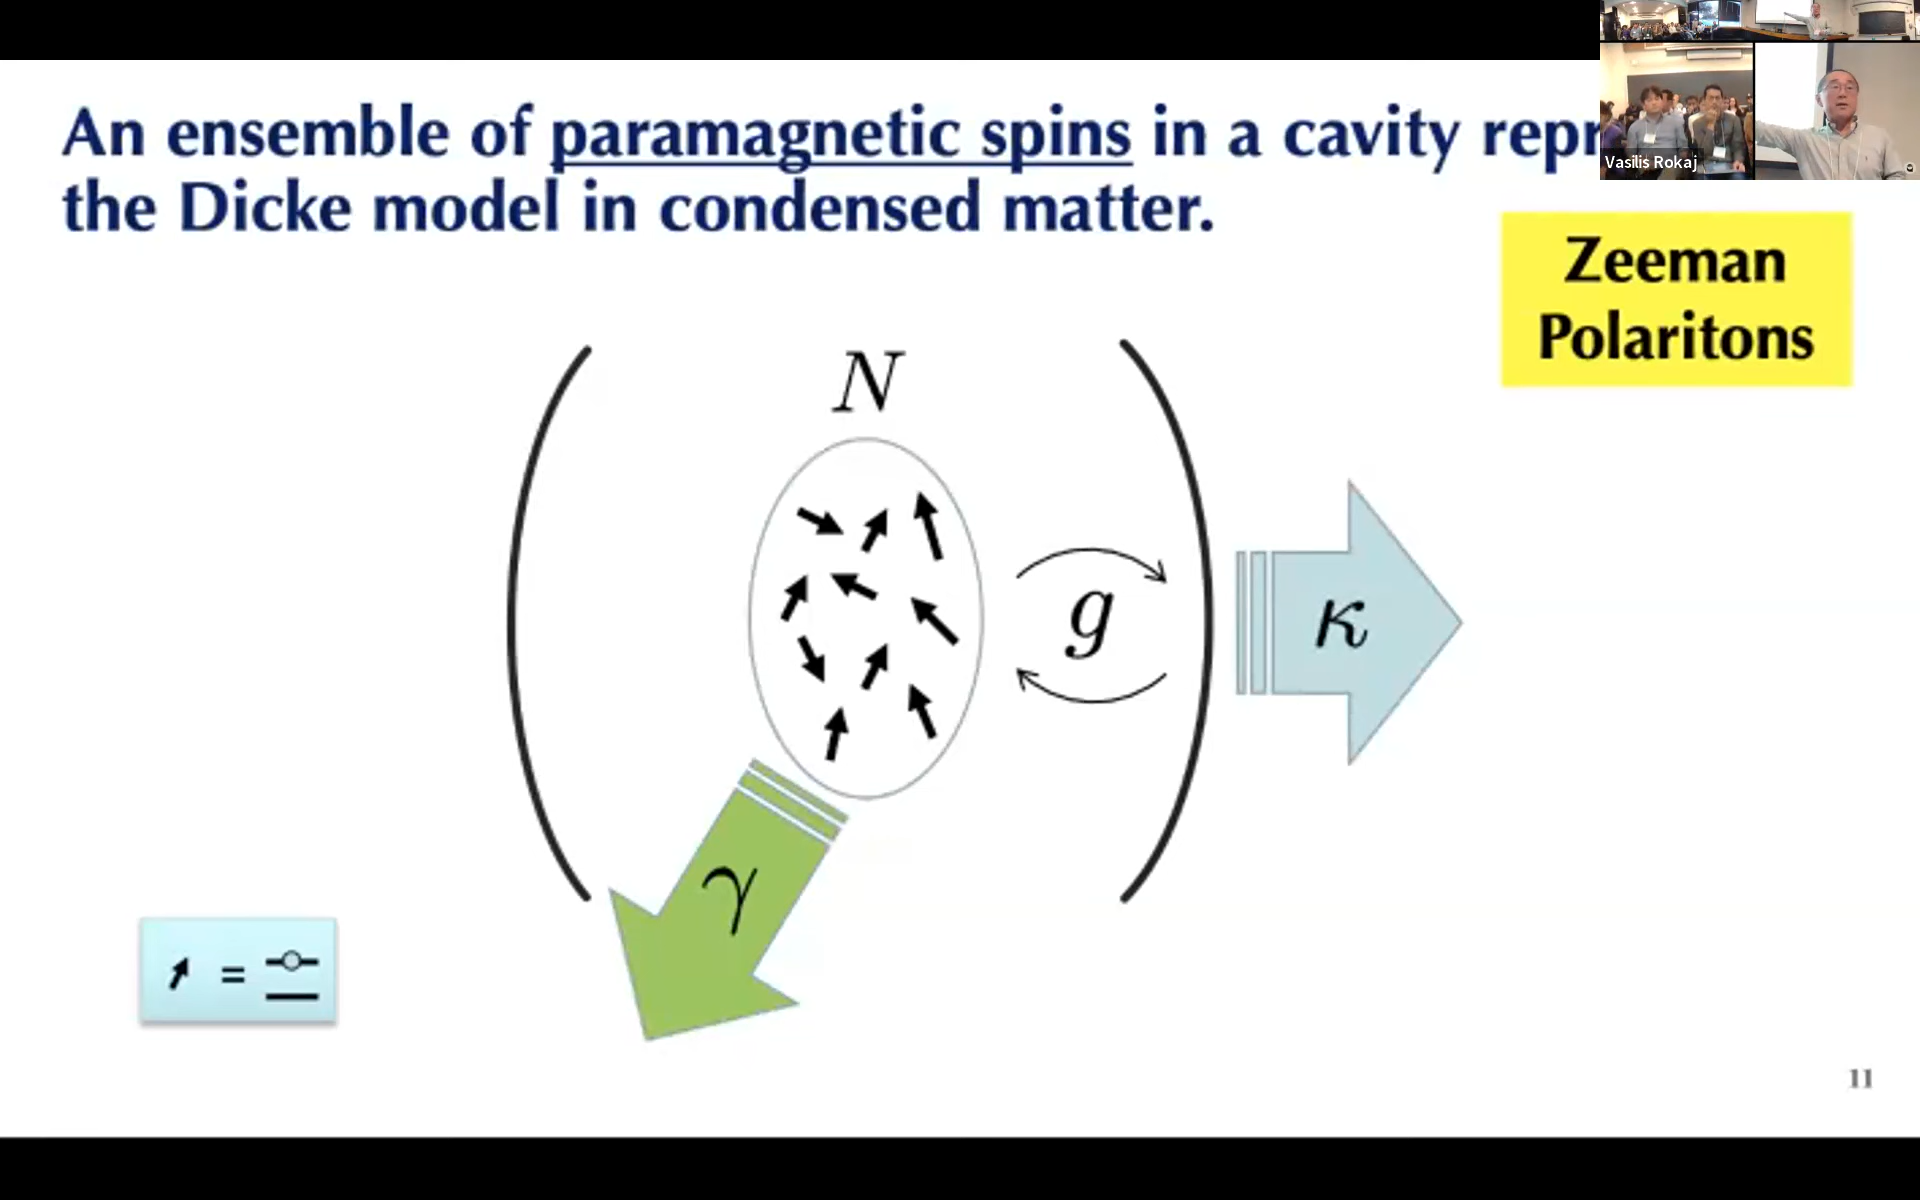 An ensemble of paramagnetic spins in a cavity repr
the Dicke model in condensed matter.
Vasilis Rokaj
Zeeman
Polaritons
N
g
κ
γ
=
11